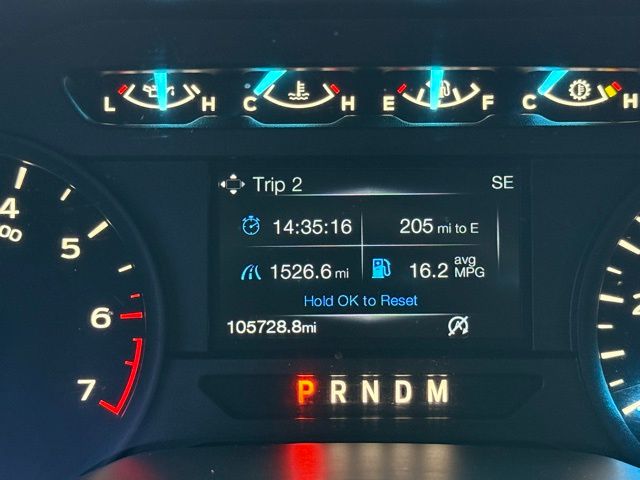 L H C H E F C H
Trip 2 SE
14:35:16 205 mi to E
1526.6 mi 16.2 avg MPG
Hold OK to Reset
105728.8mi A
P R N D M
4
00
5
6
7